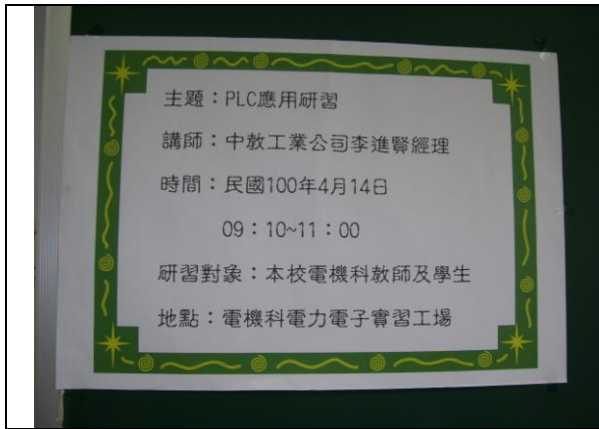 主題：PLC應用研習
講師：中教工業公司李進賢經理
時間：民國100年4月14日
09：10~11：00
研習對象：本校電機科教師及學生
地點：電機科電力電子實習工場